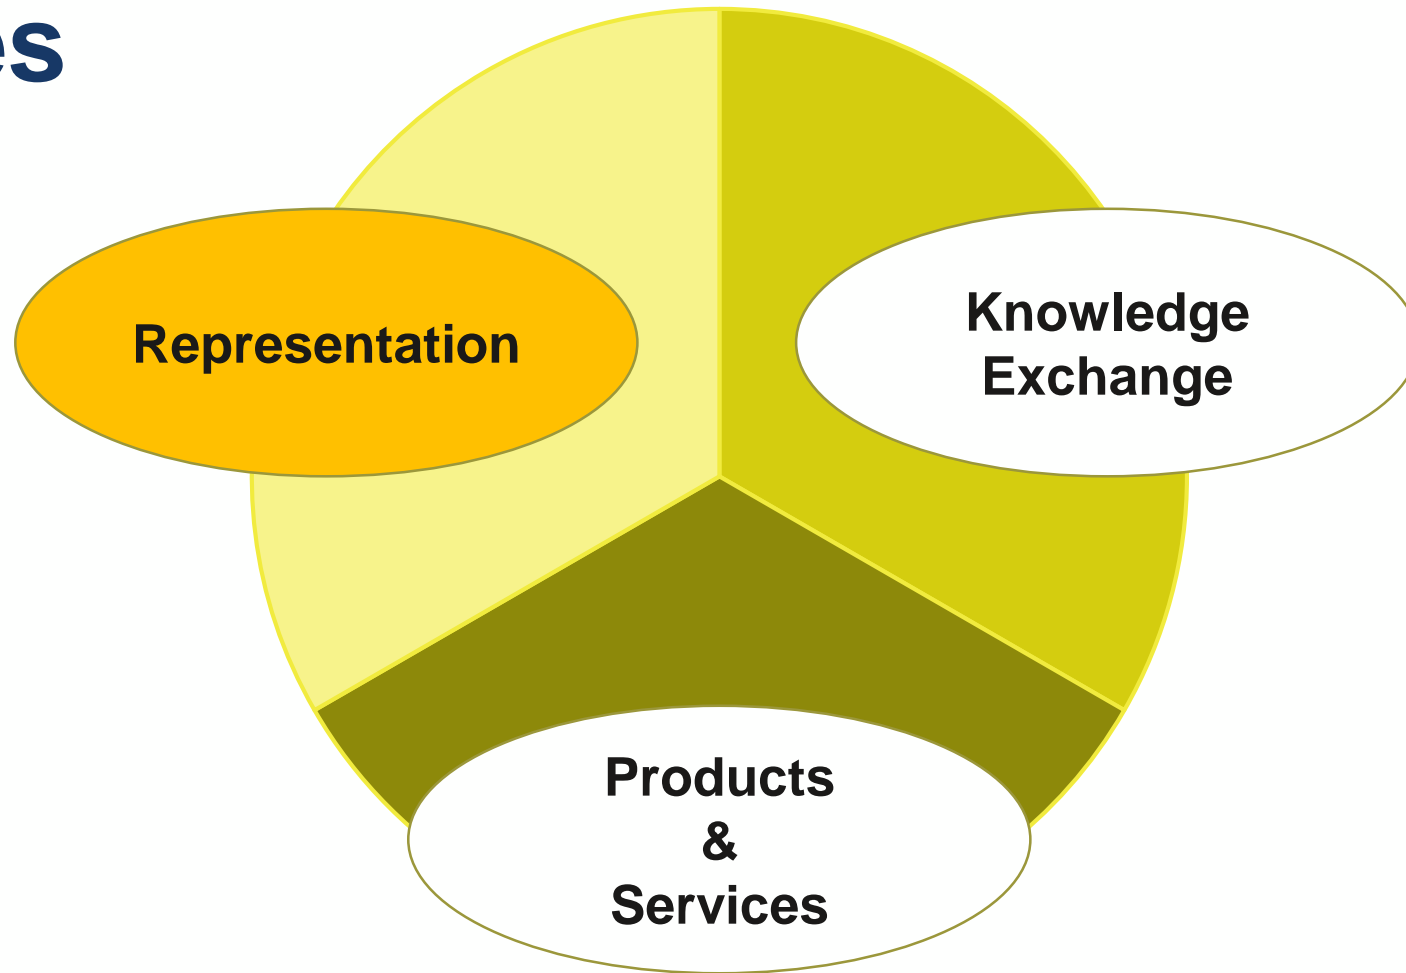 es
Representation
Knowledge
Exchange
Products
&
Services